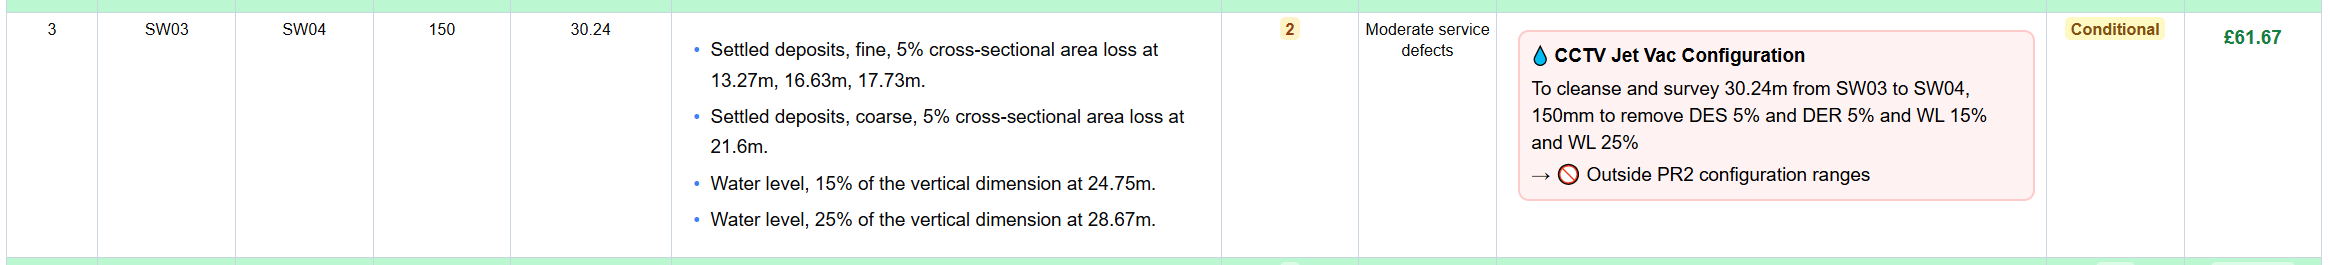 3
SW03
SW04
150
30.24
• Settled deposits, fine, 5% cross-sectional area loss at
13.27m, 16.63m, 17.73m.
• Settled deposits, coarse, 5% cross-sectional area loss at
21.6m.
• Water level, 15% of the vertical dimension at 24.75m.
• Water level, 25% of the vertical dimension at 28.67m.
2
Moderate service
defects
💧 CCTV Jet Vac Configuration
To cleanse and survey 30.24m from SW03 to SW04,
150mm to remove DES 5% and DER 5% and WL 15%
and WL 25%
→ 🚫 Outside PR2 configuration ranges
Conditional
£61.67